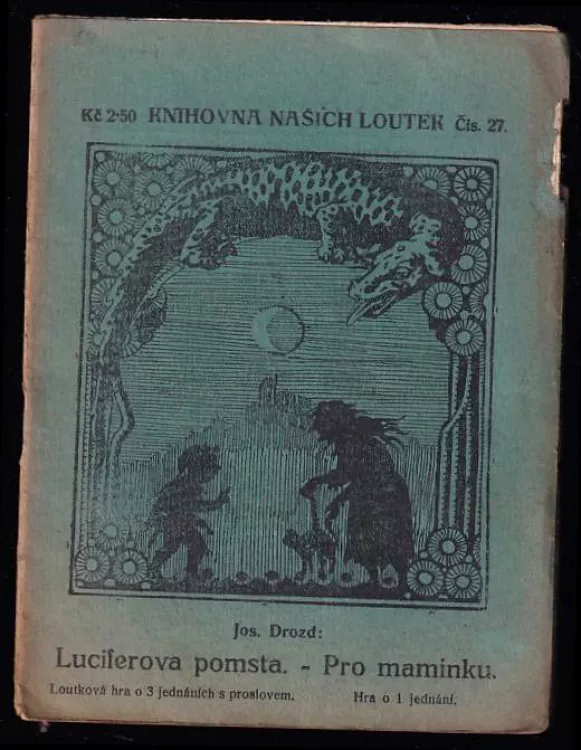 Kč 2·50 KNIHOVNA NAŠICH LOUTEK Čís. 27.
Jos. Drozd:
Luciferova pomsta. - Pro maminku.
Loutková hra o 3 jednáních s proslovem. Hra o 1 jednání.